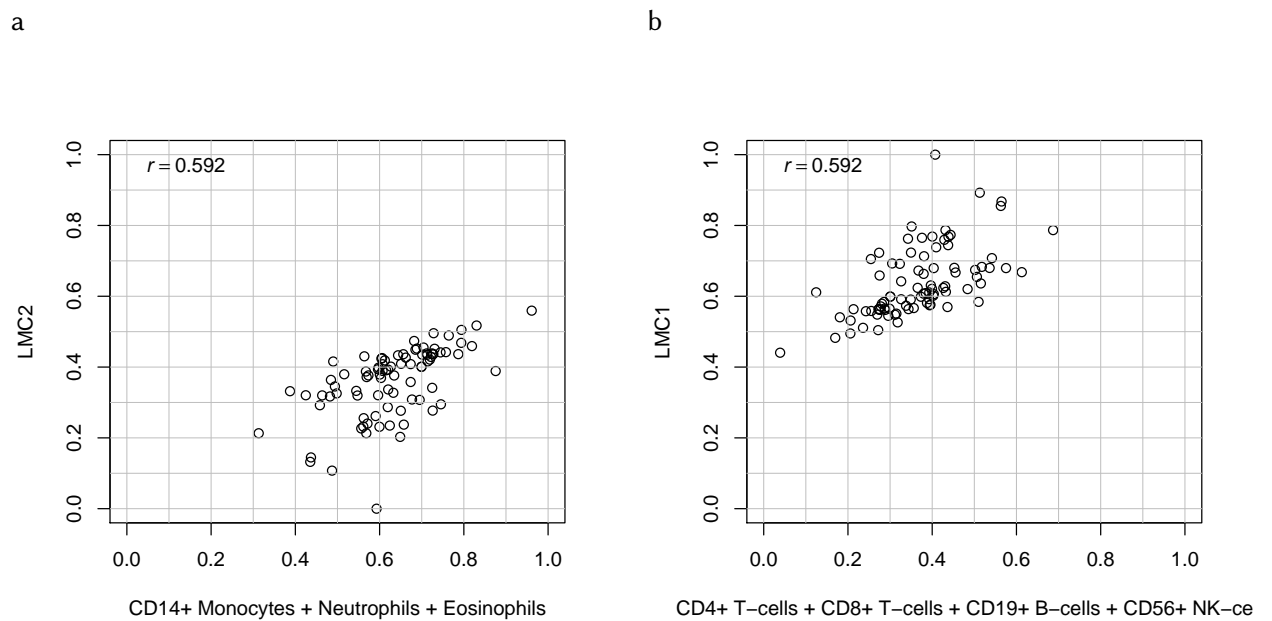 a
b
r = 0.592
LMC2
0.0 0.2 0.4 0.6 0.8 1.0
0.0 0.2 0.4 0.6 0.8 1.0
CD14+ Monocytes + Neutrophils + Eosinophils
r = 0.592
LMC1
0.0 0.2 0.4 0.6 0.8 1.0
0.0 0.2 0.4 0.6 0.8 1.0
CD4+ T−cells + CD8+ T−cells + CD19+ B−cells + CD56+ NK−ce